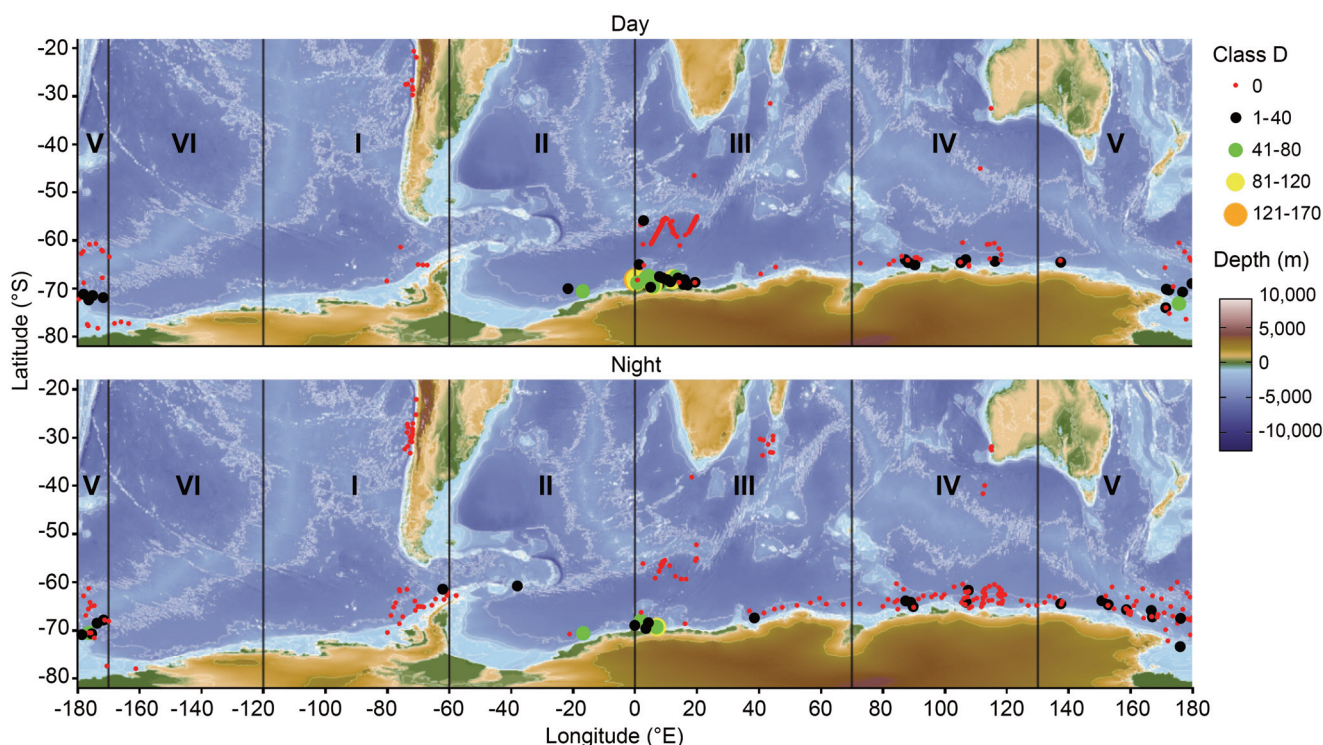 Day
-20
-30
-40
-50
-60
-70
-80
V VI I II III IV V
Latitude (°S)
Night
-20
-30
-40
-50
-60
-70
-80
V VI I II III IV V
-180 -160 -140 -120 -100 -80 -60 -40 -20 0 20 40 60 80 100 120 140 160 180
Longitude (°E)
Class D
0
1-40
41-80
81-120
121-170
Depth (m)
10,000
5,000
0
-5,000
-10,000